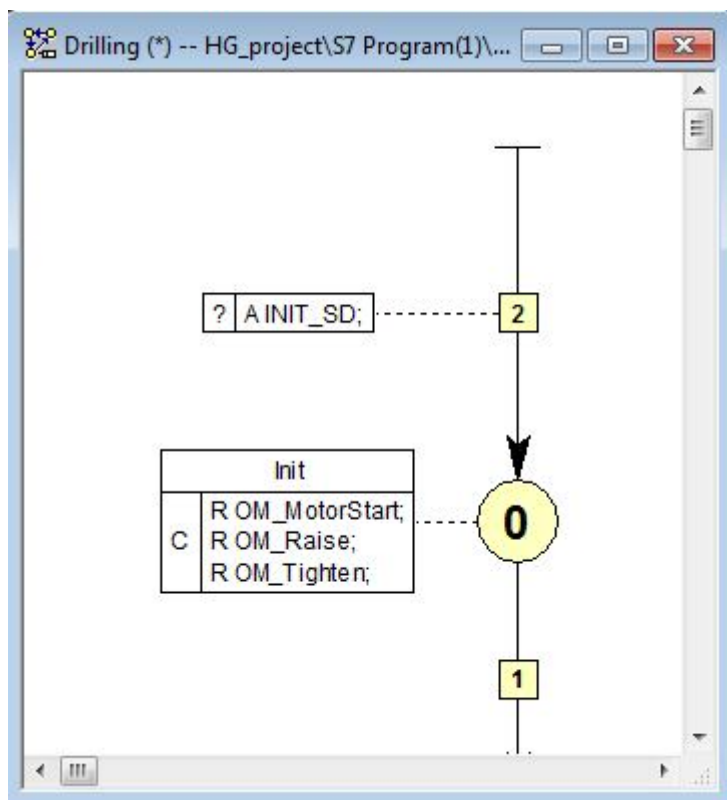 Drilling (*) -- HG_project\S7 Program(1)\...
? A INIT_SD;
2
Init
C
R OM_MotorStart;
R OM_Raise;
R OM_Tighten;
0
1